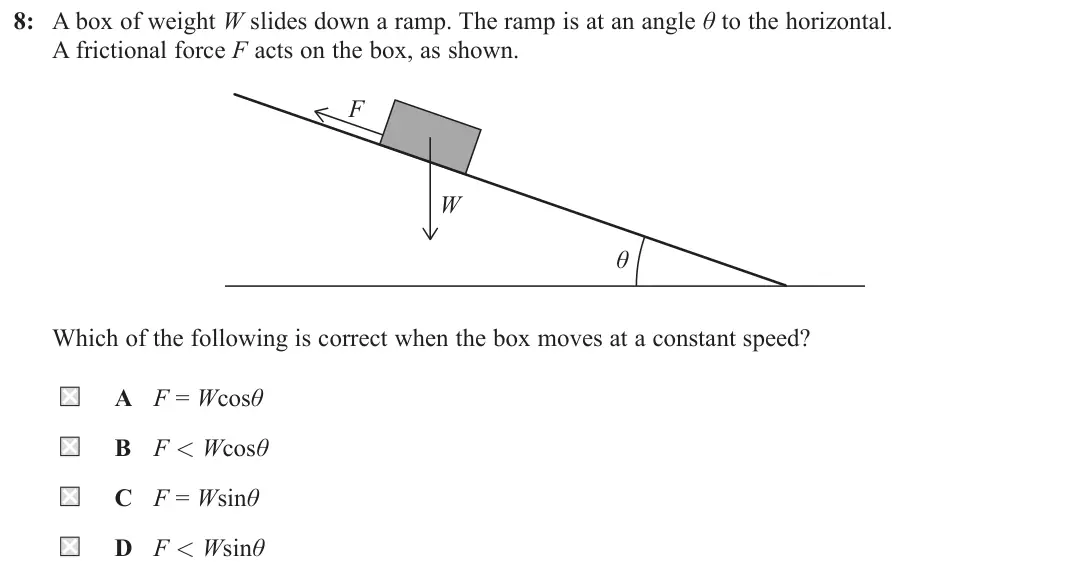 8: A box of weight W slides down a ramp. The ramp is at an angle θ to the horizontal.
A frictional force F acts on the box, as shown.
F
W
θ
Which of the following is correct when the box moves at a constant speed?
A F = Wcosθ
B F < Wcosθ
C F = Wsinθ
D F < Wsinθ